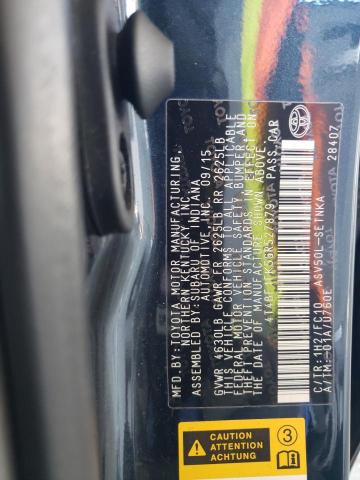 MFD. BY:TOYOTA MOTOR MANUFACTURING,
NORTHERN KENTUCKY, INC.
ASSEMBLED BY:SUBARU OF INDIANA
AUTOMOTIVE, INC. 09/15
GVWR 4630LB GAWR FR 2625LB RR 2625LB
THIS VEHICLE CONFORMS TO ALL APPLICABLE
FEDERAL MOTOR VEHICLE SAFETY, BUMPER, AND
THEFT PREVENTION STANDARDS IN EFFECT ON
THE DATE OF MANUFACTURE SHOWN ABOVE.
PASS. CAR
C/TR:1H2/FC10 ASV50L-SETNKA
A/TM:-01A/U760E 28407
TOYOTA
CAUTION
ATTENTION
ACHTUNG
3